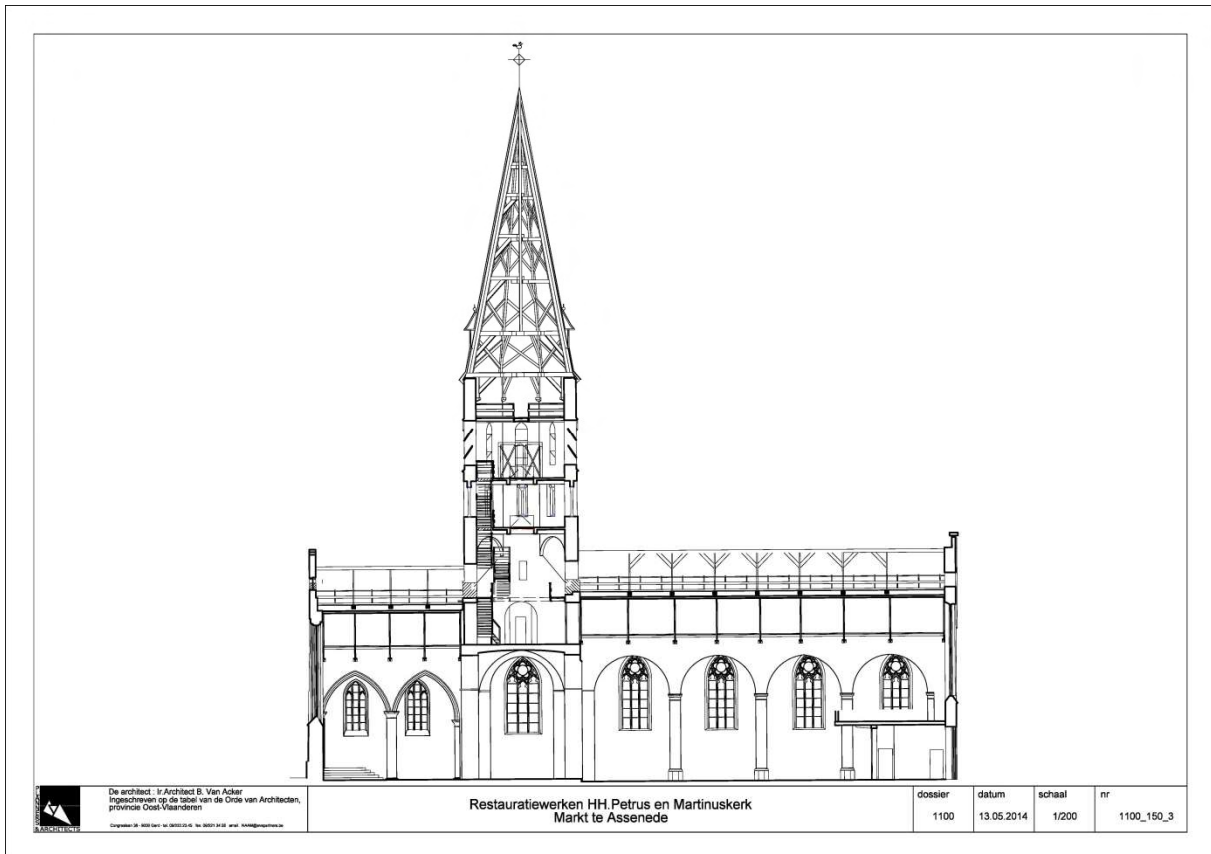 & ARCHITECTS
De architect : Ir.Architect B. Van Acker
Ingeschreven op de tabel van de Orde van Architecten,
provincie Oost-Vlaanderen
Restauratiewerken HH.Petrus en Martinuskerk
Markt te Assenede
dossier
1100
datum
13.05.2014
schaal
1/200
nr
1100_150_3